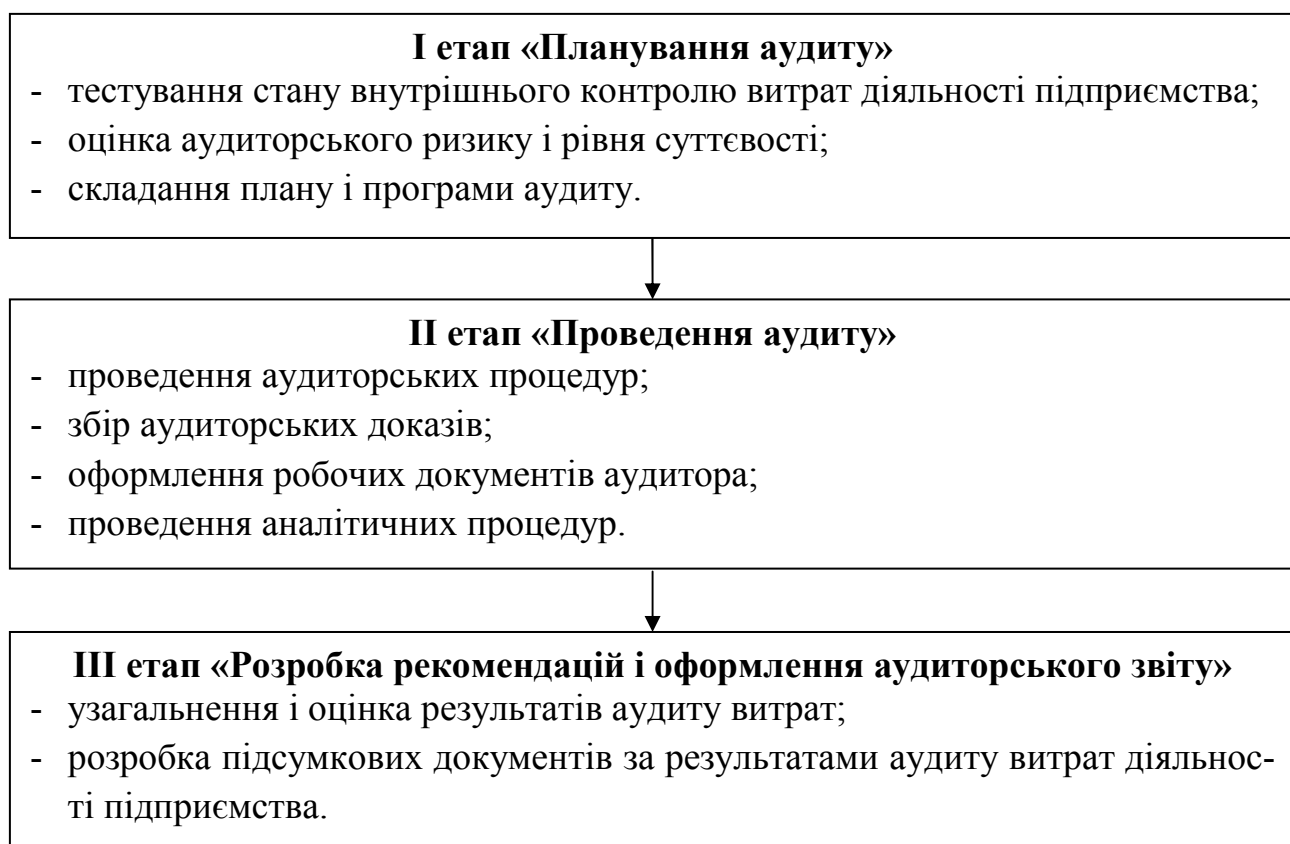 I етап «Планування аудиту»
- тестування стану внутрішнього контролю витрат діяльності підприємства;
- оцінка аудиторського ризику і рівня суттєвості;
- складання плану і програми аудиту.
II етап «Проведення аудиту»
- проведення аудиторських процедур;
- збір аудиторських доказів;
- оформлення робочих документів аудитора;
- проведення аналітичних процедур.
III етап «Розробка рекомендацій і оформлення аудиторського звіту»
- узагальнення і оцінка результатів аудиту витрат;
- розробка підсумкових документів за результатами аудиту витрат діяльнос-
ті підприємства.